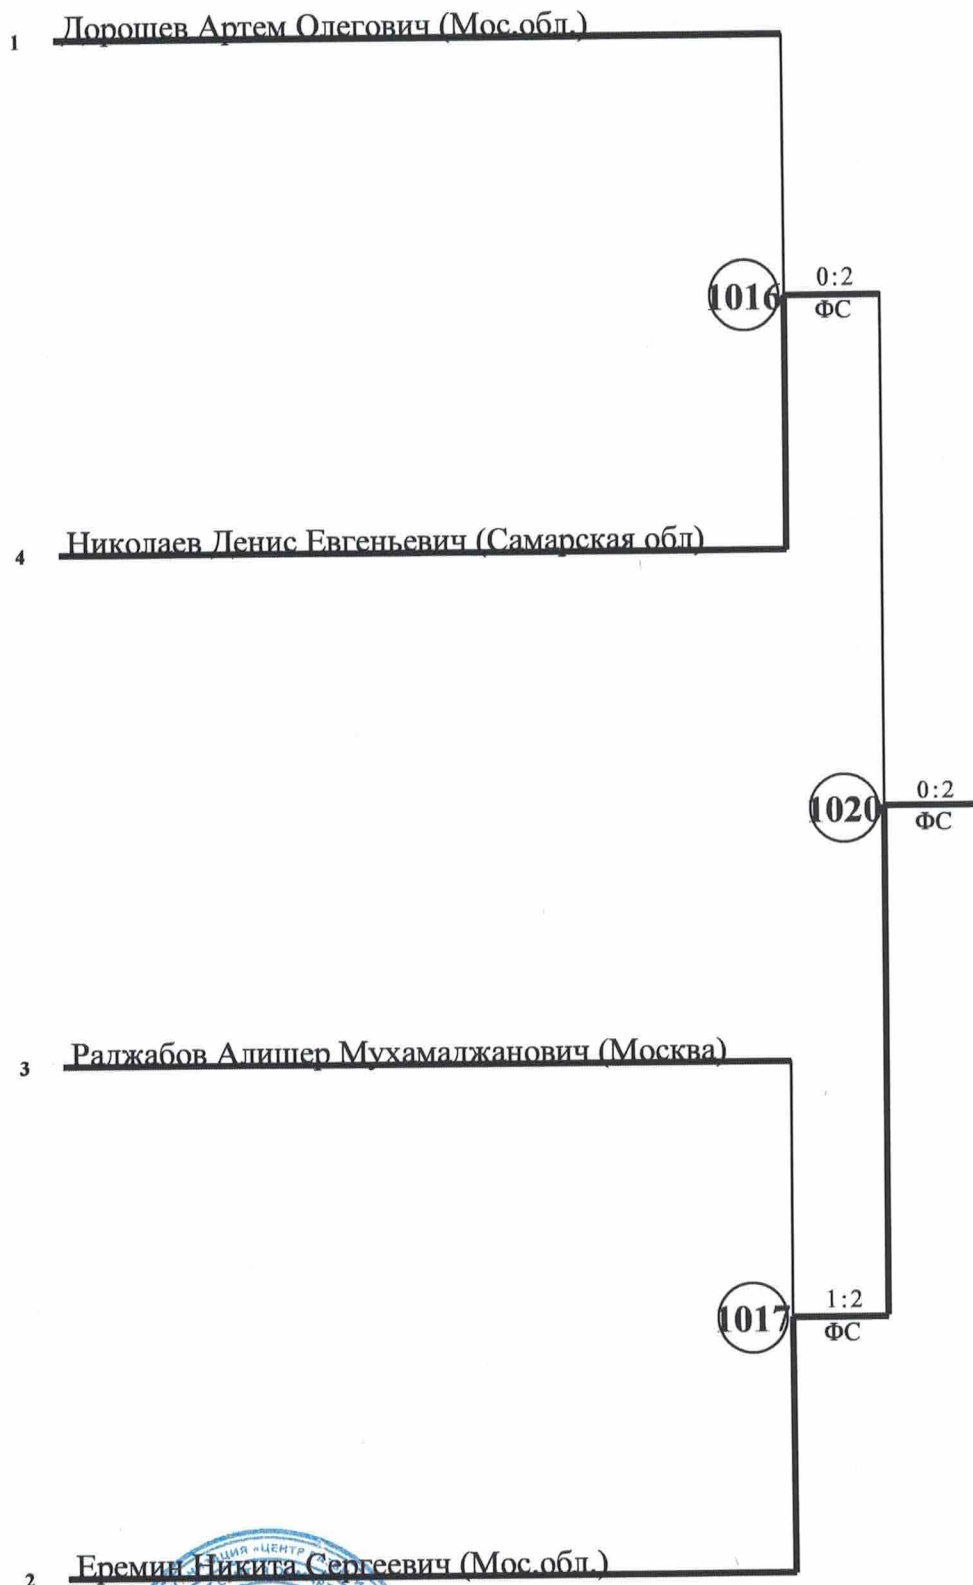 1 Дорошев Артем Олегович (Мос.обл.)
1016 0:2
ФС
4 Николаев Денис Евгеньевич (Самарская обл)
1020 0:2
ФС
3 Раджабов Алишер Мухамаджанович (Москва)
1017 1:2
ФС
«ЦЕНТР
2 Еремин Никита Сергеевич (Мос.обл.)